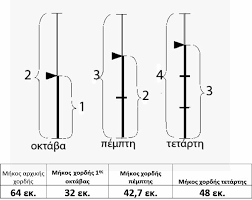 2 1 3 2 4 3
οκτάβα πέμπτη τετάρτη
Μήκος αρχικής χορδής Μήκος χορδής 1ης οκτάβας Μήκος χορδής πέμπτης Μήκος χορδής τετάρτης
64 εκ. 32 εκ. 42,7 εκ. 48 εκ.